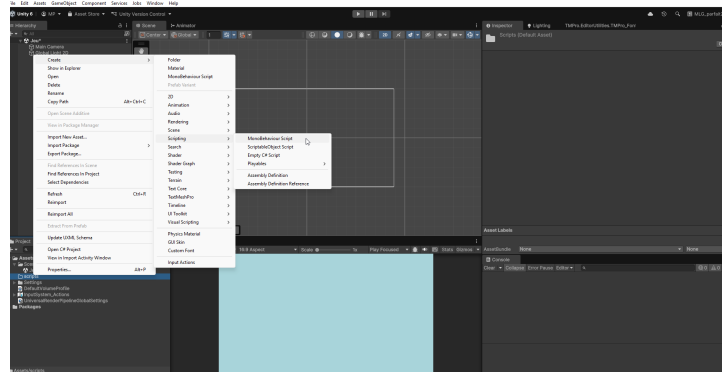 File Edit Assets GameObject Component Services Jobs Window Help
Unity 6 MP Asset Store Unity Version Control
Hierarchy
Scene Animator
Inspector Lighting
Center Global 1
Scripts (Default Asset)
Main Camera
Global Light 2D
Create
Show in Explorer
Open
Delete
Rename
Copy Path Alt+Ctrl+C
Open Scene Additive
View in Package Manager
Import New Asset...
Import Package
Export Package...
Find References In Scene
Find References In Project
Select Dependencies
Refresh Ctrl+R
Reimport
Reimport All
Extract From Prefab
Update UXML Schema
Open C# Project
View in Import Activity Window
Properties... Alt+P
Folder
Material
MonoBehaviour Script
Prefab Variant
2D
Animation
Audio
Rendering
Scene
Scripting
Search
Shader
Shader Graph
Testing
Terrain
Text Core
TextMeshPro
Timeline
UI Toolkit
Visual Scripting
Physics Material
GUI Skin
Custom Font
Input Actions
MonoBehaviour Script
ScriptableObject Script
Empty C# Script
Playables
Assembly Definition
Assembly Definition Reference
Asset Labels
AssetBundle None None
Project
16:9 Aspect Scale 1x Play Focused Stats Gizmos
Console
Clear Collapse Error Pause Editor
Scripts
Settings
DefaultVolumeProfile
InputSystem_Actions
UniversalRenderPipelineGlobalSettings
Packages
Assets/Scripts